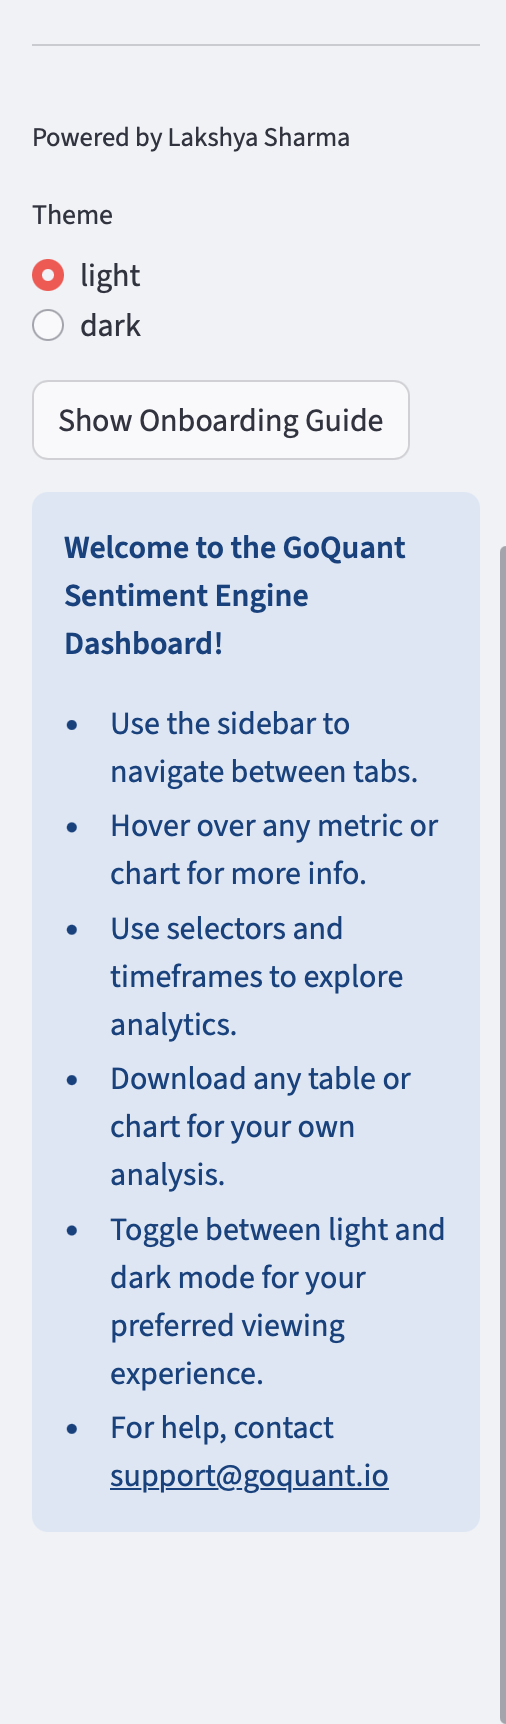 Powered by Lakshya Sharma
Theme
light
dark
Show Onboarding Guide
Welcome to the GoQuant
Sentiment Engine
Dashboard!
• Use the sidebar to
navigate between tabs.
• Hover over any metric or
chart for more info.
• Use selectors and
timeframes to explore
analytics.
• Download any table or
chart for your own
analysis.
• Toggle between light and
dark mode for your
preferred viewing
experience.
• For help, contact
support@goquant.io